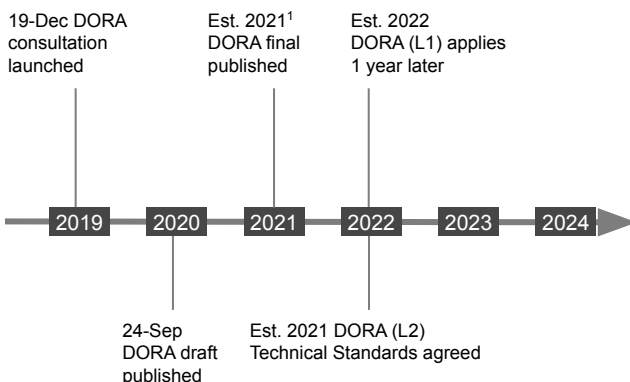 19-Dec DORA
consultation
launched
Est. 2021¹
DORA final
published
Est. 2022
DORA (L1) applies
1 year later
2019
2020
2021
2022
2023
2024
24-Sep
DORA draft
published
Est. 2021 DORA (L2)
Technical Standards agreed